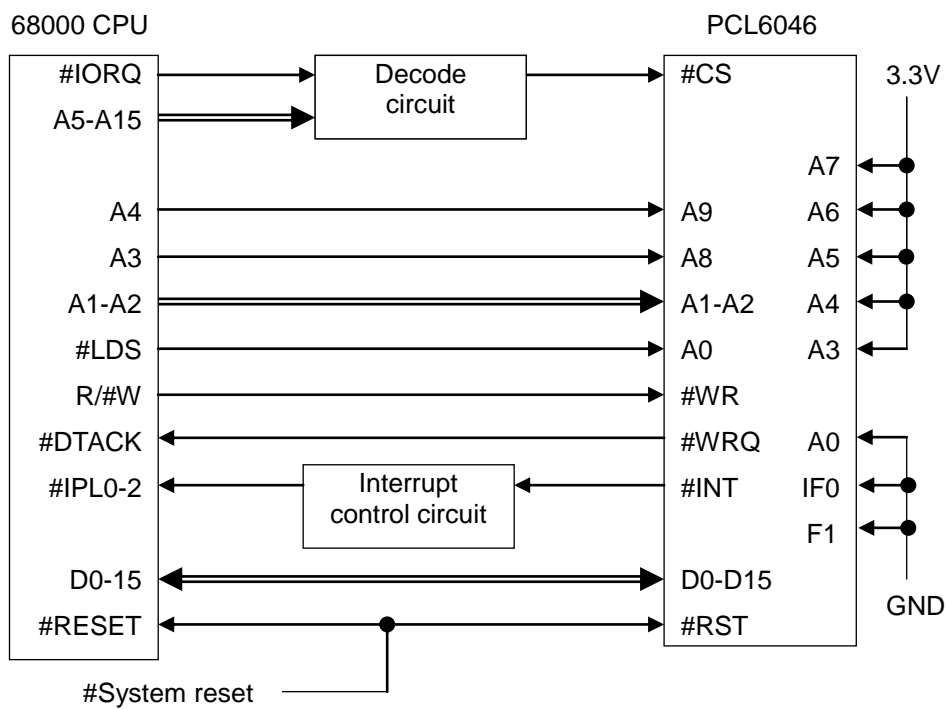 68000 CPU
PCL6046
#IORQ
Decode
circuit
#CS
3.3V
A5-A15
A7
A4
A9
A6
A3
A8
A5
A1-A2
A1-A2
A4
#LDS
A0
A3
R/#W
#WR
#DTACK
#WRQ
A0
#IPL0-2
Interrupt
control circuit
#INT
IF0
F1
D0-15
D0-D15
GND
#RESET
#RST
#System reset